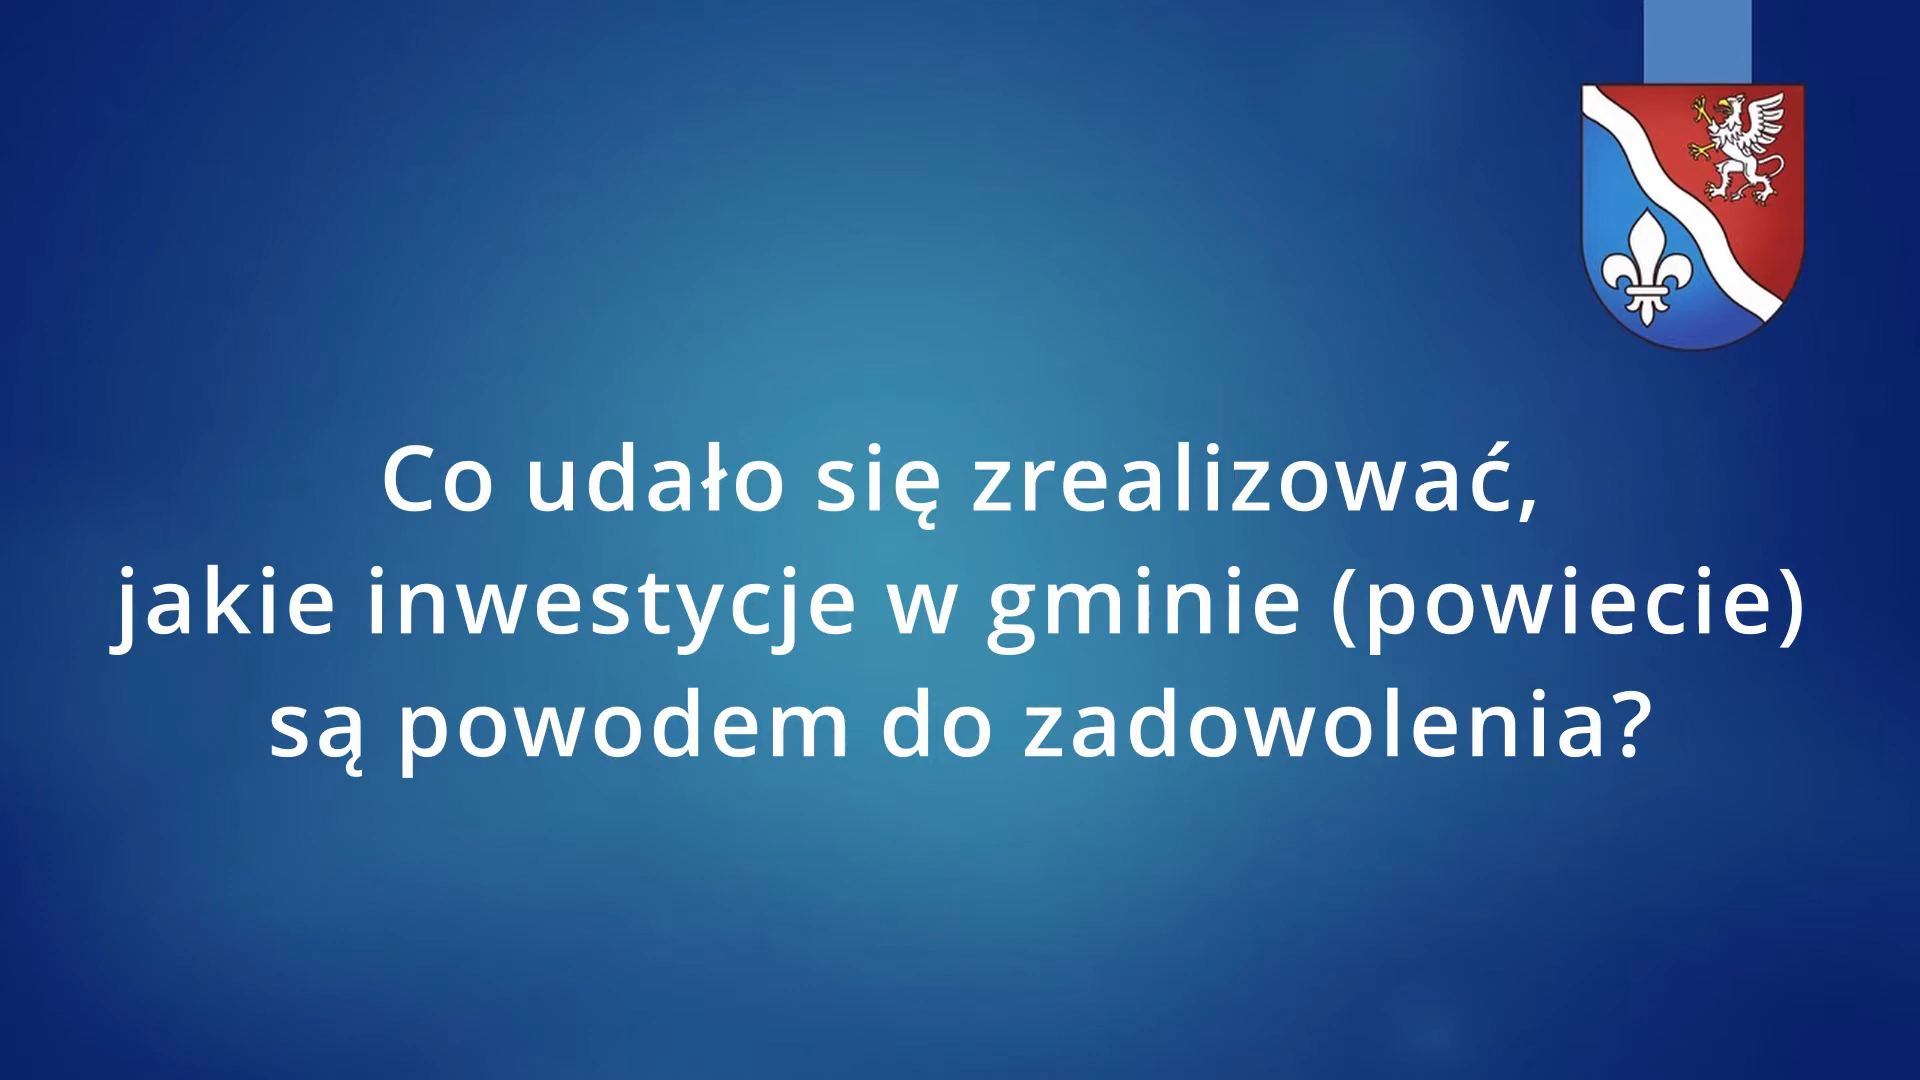 Co udało się zrealizować,
jakie inwestycje w gminie (powiecie)
są powodem do zadowolenia?